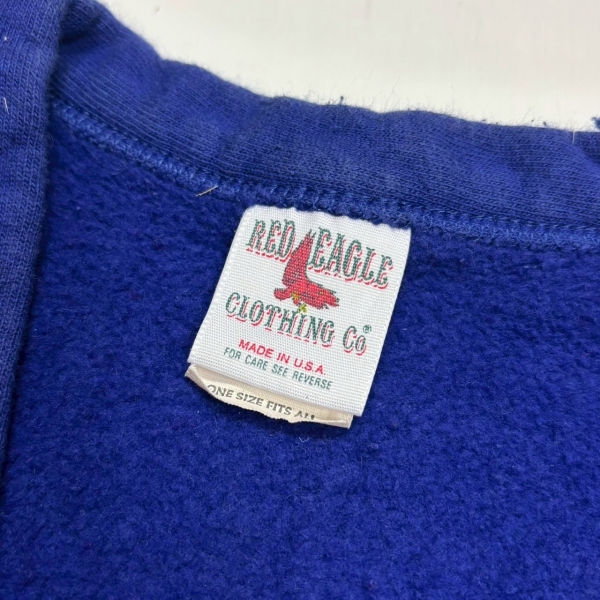 RED EAGLE
CLOTHING Co®
MADE IN U.S.A
FOR CARE SEE REVERSE
ONE SIZE FITS ALL